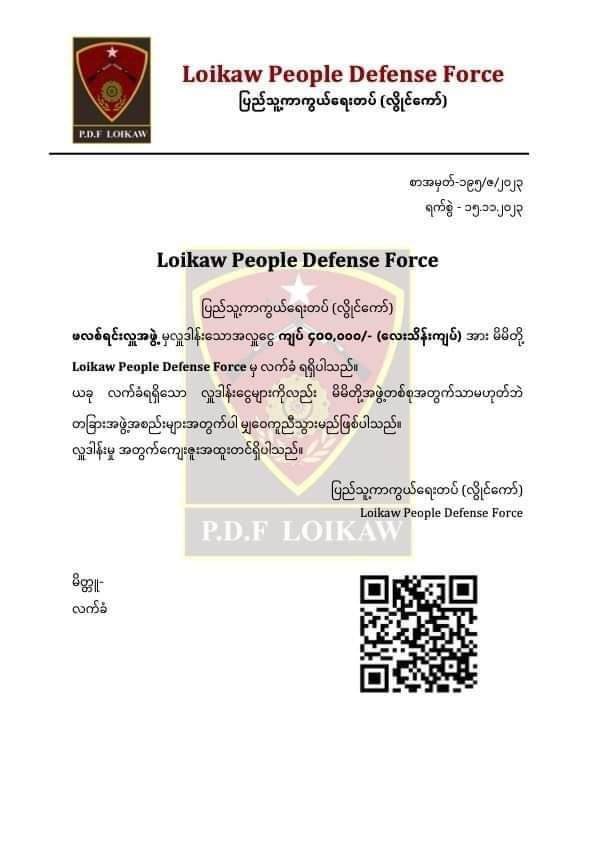 P.D.F LOIKAW
Loikaw People Defense Force
ပြည်သူ့ကာကွယ်ရေးတပ် (လွိုင်ကော်)
စာအမှတ်-၁၉၅/ဇ/၂၀၂၃
ရက်စွဲ - ၁၅.၁၁.၂၀၂၃
Loikaw People Defense Force
ပြည်သူ့ကာကွယ်ရေးတပ် (လွိုင်ကော်)
ဖလစ်ရင်းလှူအဖွဲ့ မှလှူဒါန်းသောအလှူငွေ ကျပ် ၄၀၀,၀၀၀/- (လေးသိန်းကျပ်) အား မိမိတို့
Loikaw People Defense Force မှ လက်ခံ ရရှိပါသည်။
ယခု လက်ခံရရှိသော လှူဒါန်းငွေများကိုလည်း မိမိတို့အဖွဲ့တစ်စုအတွက်သာမဟုတ်ဘဲ
တခြားအဖွဲ့အစည်းများအတွက်ပါ မျှဝေကူညီသွားမည်ဖြစ်ပါသည်။
လှူဒါန်းမှု အတွက်ကျေးဇူးအထူးတင်ရှိပါသည်။
ပြည်သူ့ကာကွယ်ရေးတပ် (လွိုင်ကော်)
Loikaw People Defense Force
P.D.F LOIKAW
မိတ္တူ-
လက်ခံ